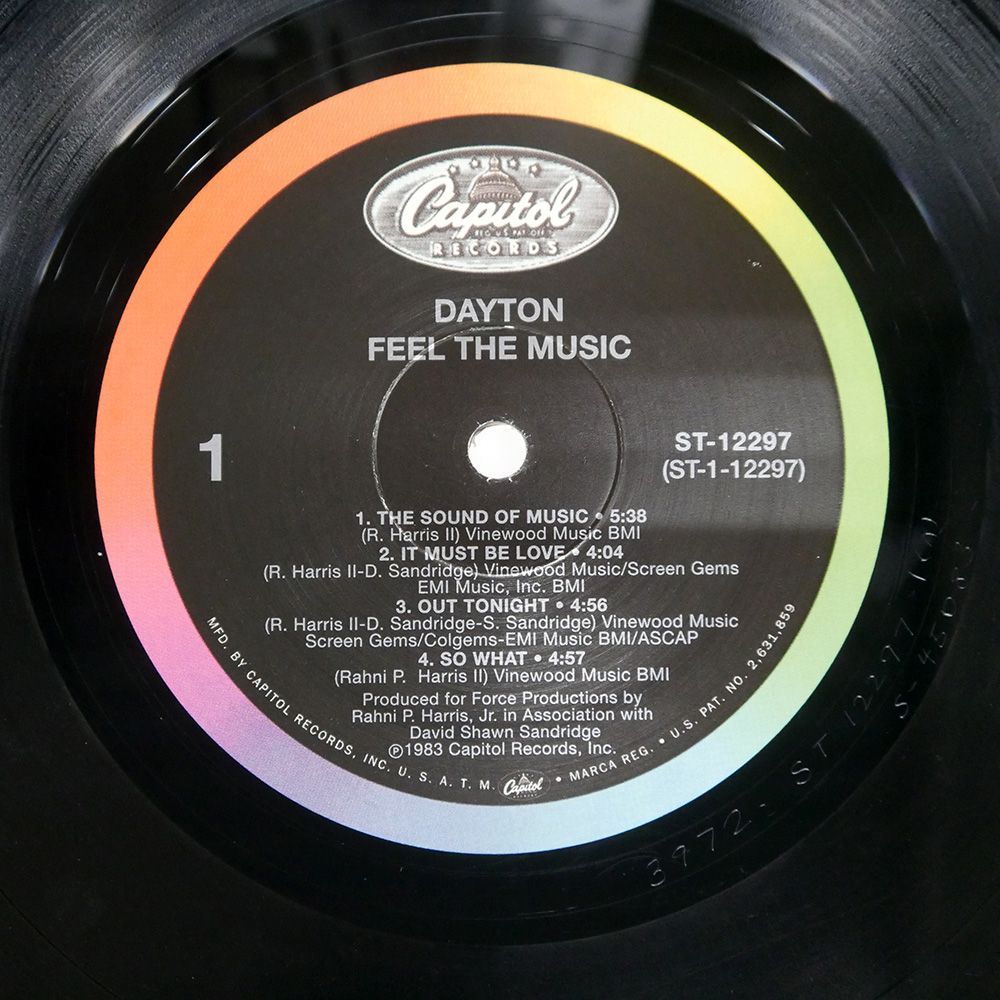 Capitol
REG. U.S. PAT. OFF.
RECORDS
DAYTON
FEEL THE MUSIC
1
ST-12297
(ST-1-12297)
1. THE SOUND OF MUSIC • 5:38
(R. Harris II) Vinewood Music BMI
2. IT MUST BE LOVE • 4:04
(R. Harris II-D. Sandridge) Vinewood Music/Screen Gems
EMI Music, Inc. BMI
3. OUT TONIGHT • 4:56
(R. Harris II-D. Sandridge-S. Sandridge) Vinewood Music
Screen Gems/Colgems-EMI Music BMI/ASCAP
4. SO WHAT • 4:57
(Rahni P. Harris II) Vinewood Music BMI
Produced for Force Productions by
Rahni P. Harris, Jr. in Association with
David Shawn Sandridge
℗1983 Capitol Records, Inc.
MFD. BY CAPITOL RECORDS, INC. U. S. A. T. M. Capitol • MARCA REG. • U.S. PAT. NO. 2,631,859
3972